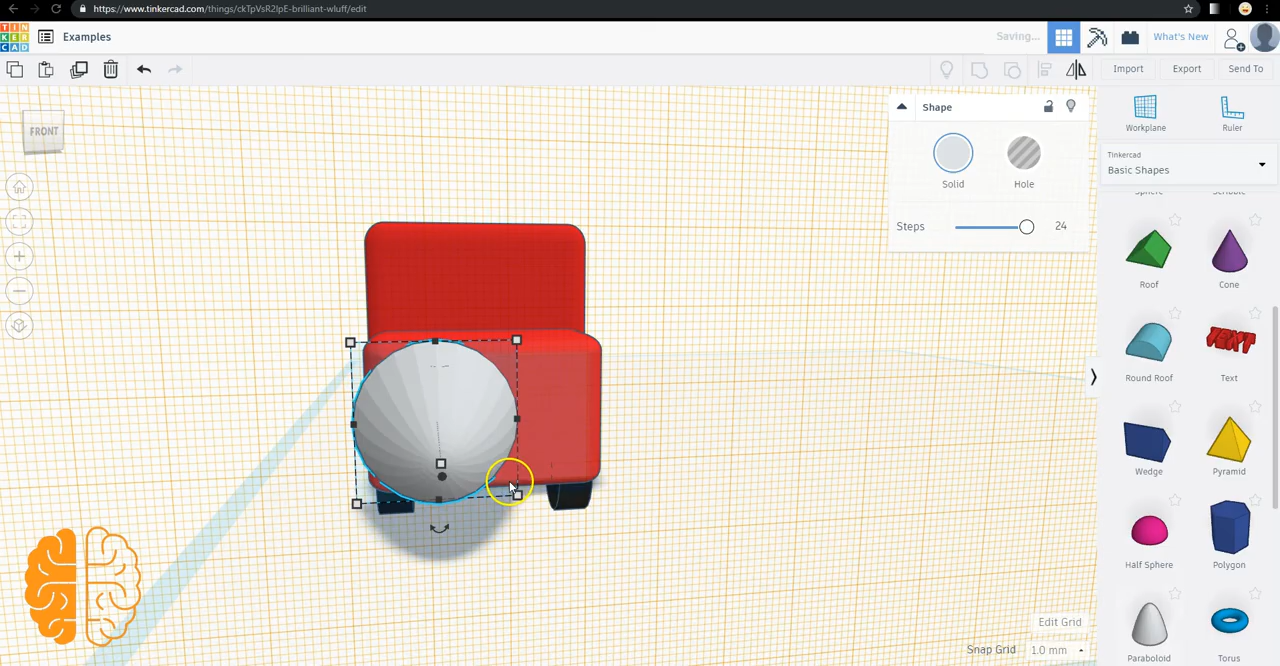 https://www.tinkercad.com/things/ckTpVsR2lpE-brilliant-wluff/edit
TIN
KER
CAD
Examples
Saving...
What's New
Import
Export
Send To
FRONT
Shape
Solid
Hole
Steps
24
Workplane
Ruler
Tinkercad
Basic Shapes
Sphere
Scribble
Roof
Cone
Round Roof
TEXT
Text
Wedge
Pyramid
Half Sphere
Polygon
Paraboloid
Torus
Edit Grid
Snap Grid
1.0 mm